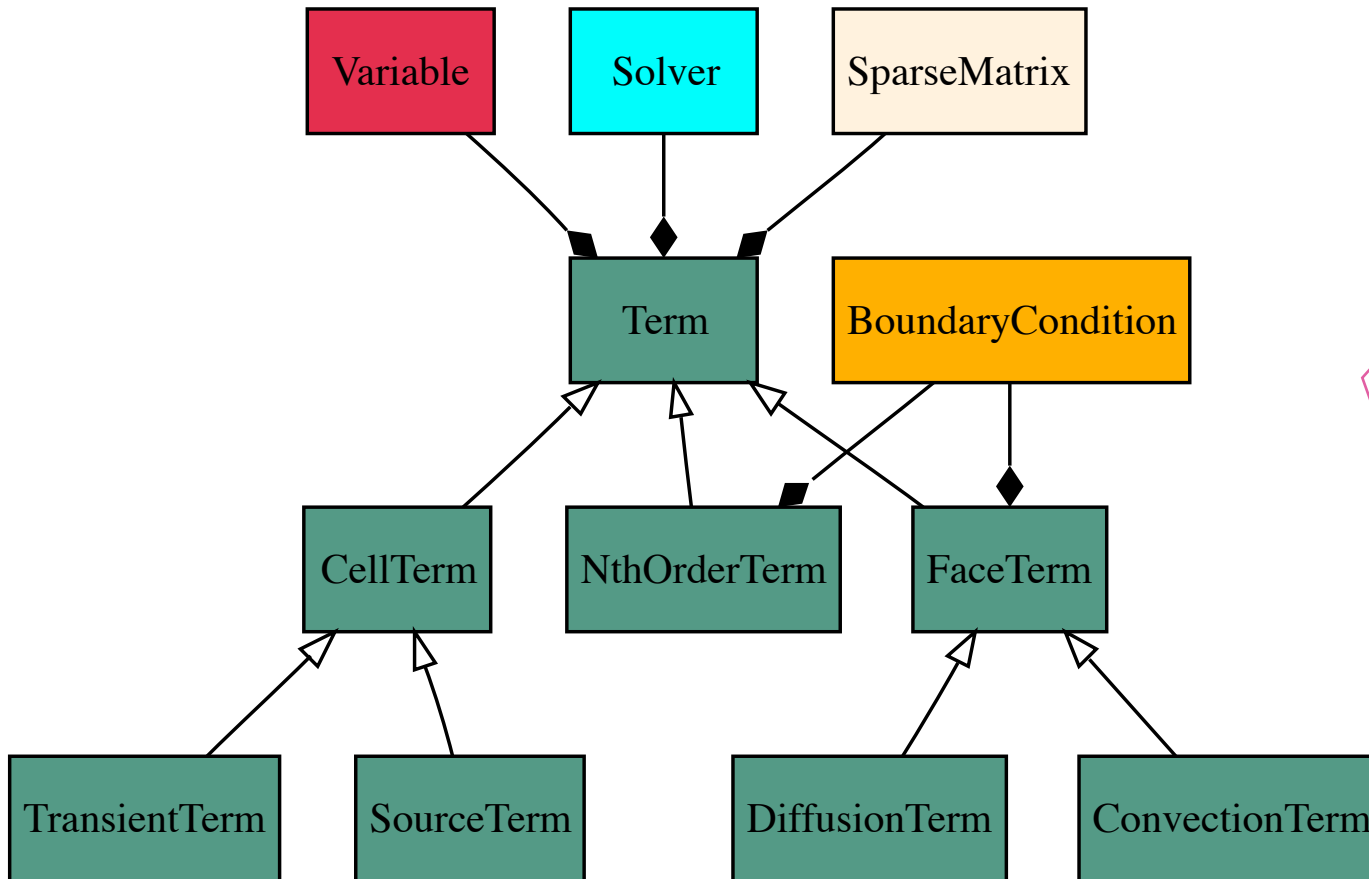 Variable
Solver
SparseMatrix
Term
BoundaryCondition
CellTerm
NthOrderTerm
FaceTerm
TransientTerm
SourceTerm
DiffusionTerm
ConvectionTerm